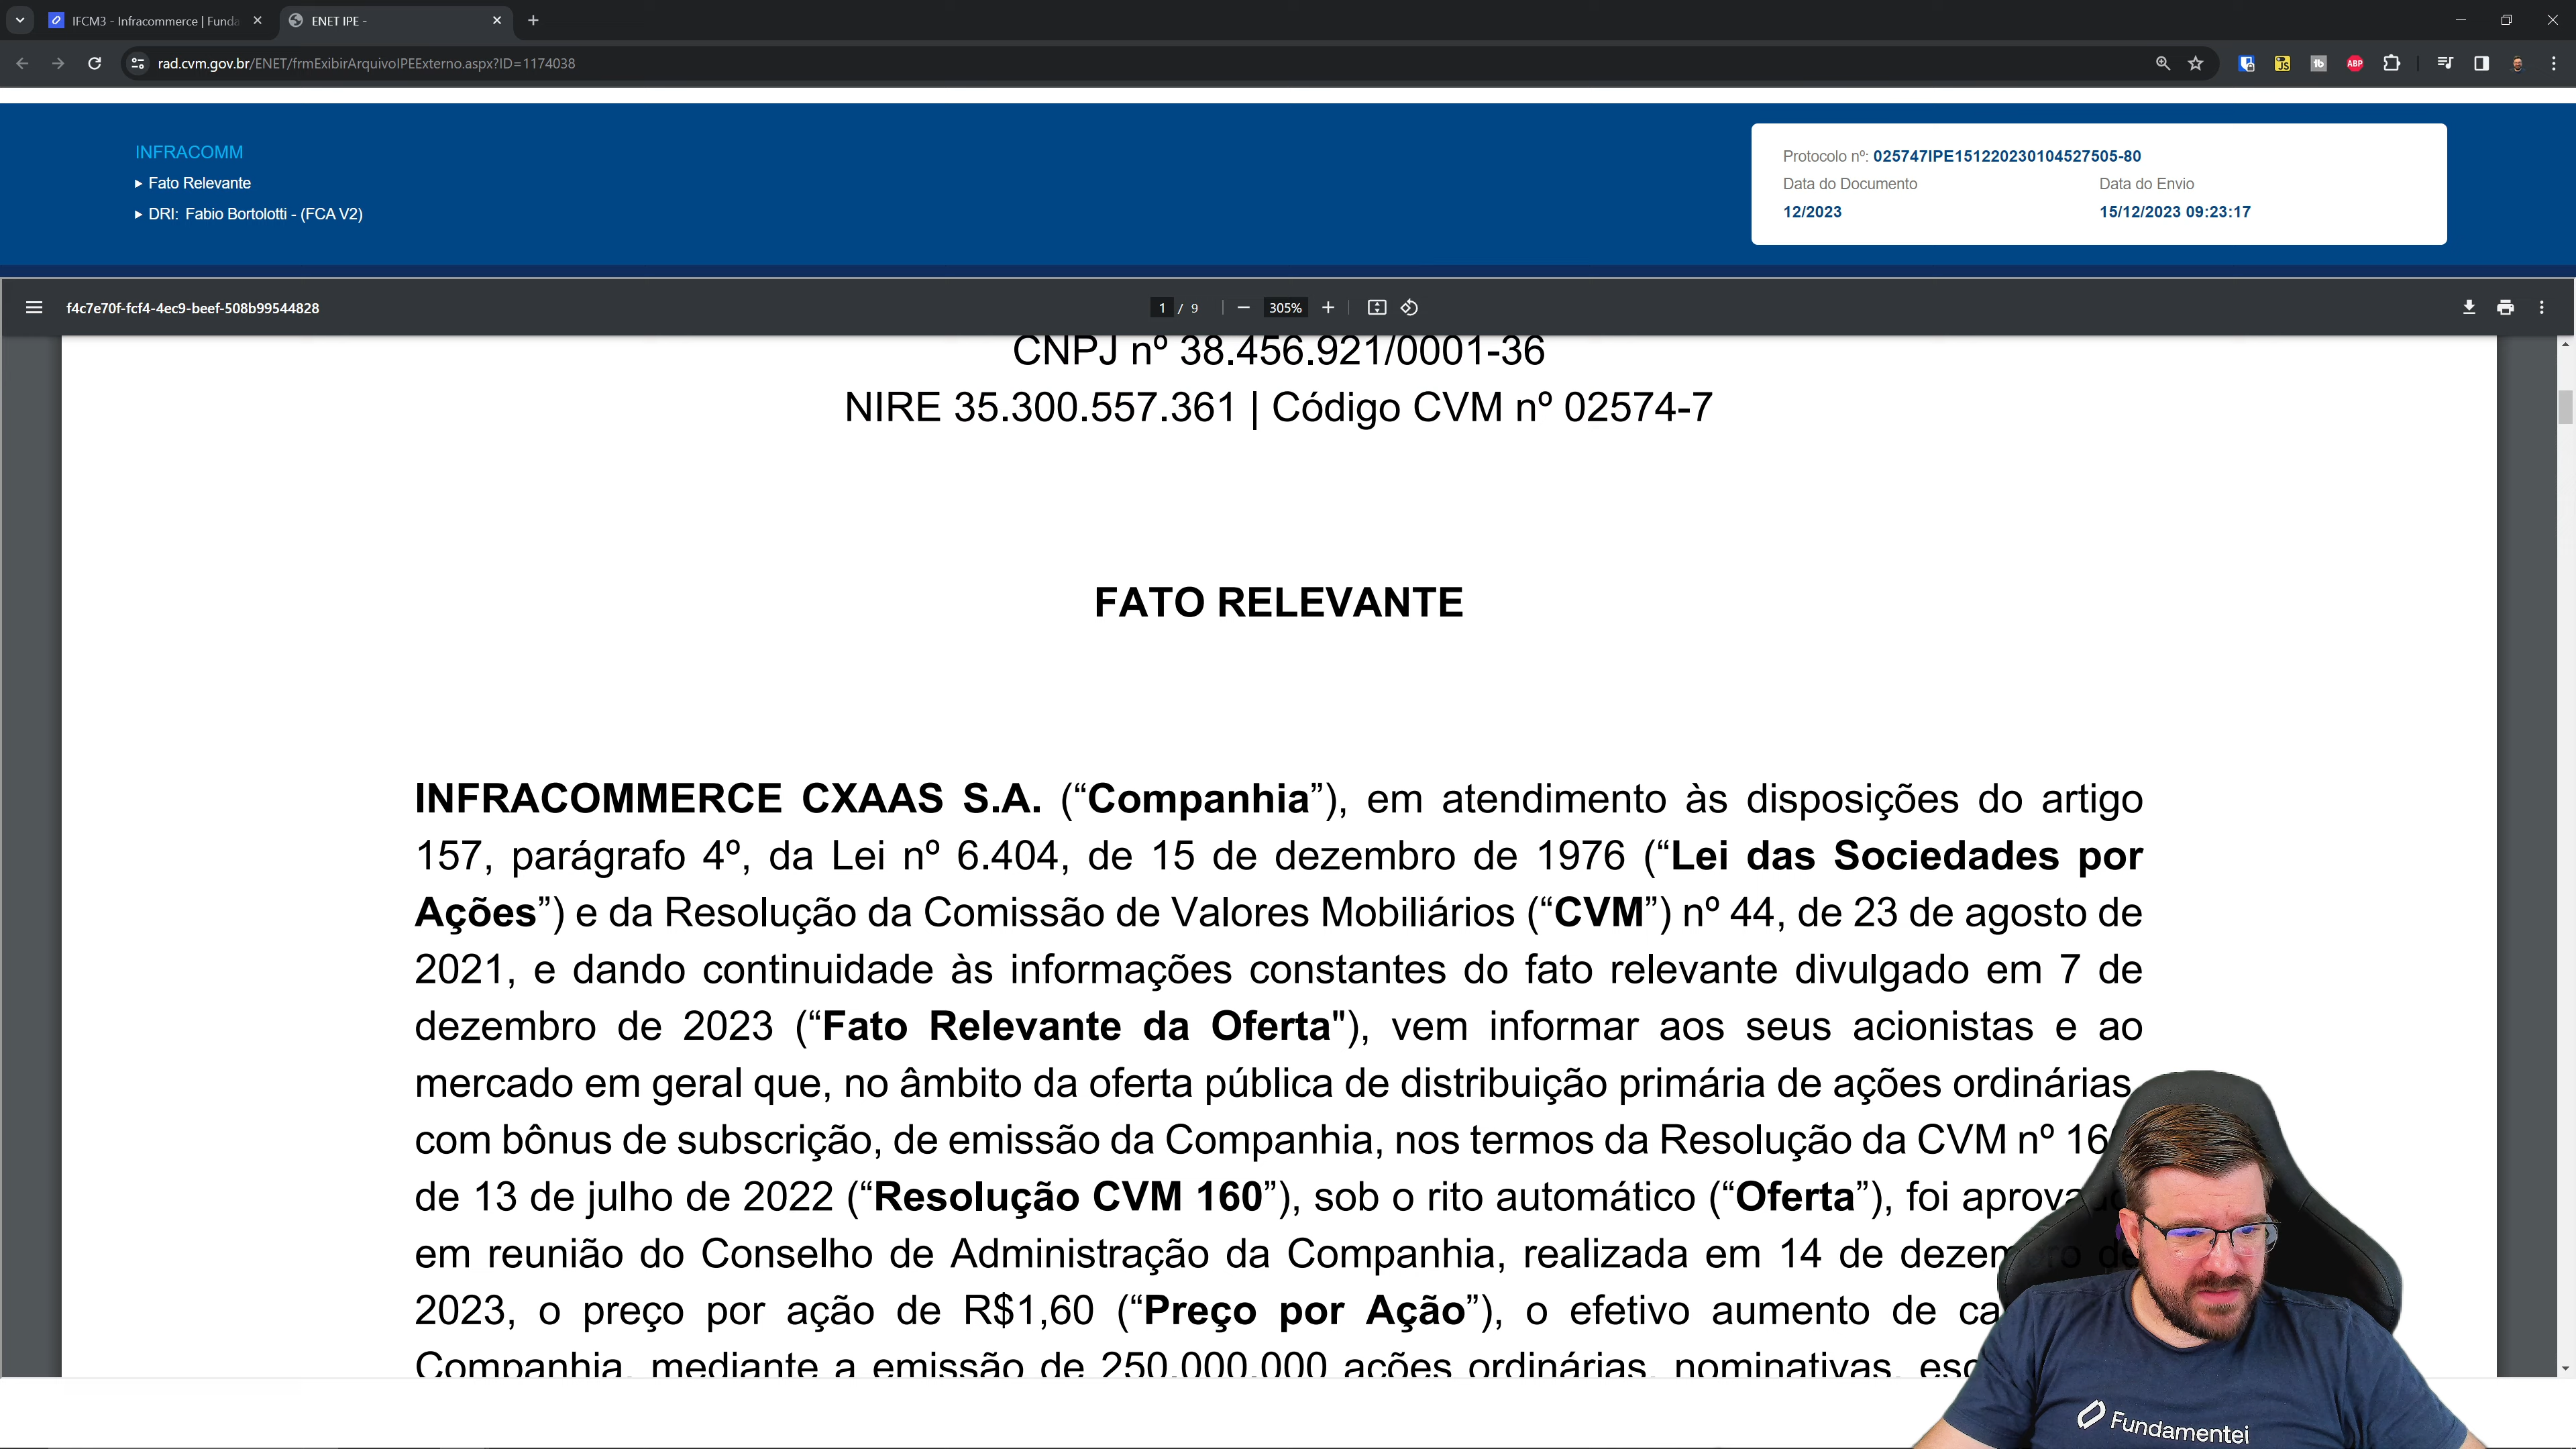 IFCM3 - Infracommerce | Funda
ENET IPE -
rad.cvm.gov.br/ENET/frmExibirArquivoIPEExterno.aspx?ID=1174038
INFRACOMM
Fato Relevante
DRI: Fabio Bortolotti - (FCA V2)
Protocolo nº: 025747IPE151220230104527505-80
Data do Documento
Data do Envio
12/2023
15/12/2023 09:23:17
f4c7e70f-fcf4-4ec9-beef-508b99544828
1 / 9
305%
CNPJ nº 38.456.921/0001-36
NIRE 35.300.557.361 | Código CVM nº 02574-7
FATO RELEVANTE
INFRACOMMERCE CXAAS S.A. (“Companhia”), em atendimento às disposições do artigo
157, parágrafo 4º, da Lei nº 6.404, de 15 de dezembro de 1976 (“Lei das Sociedades por
Ações”) e da Resolução da Comissão de Valores Mobiliários (“CVM”) nº 44, de 23 de agosto de
2021, e dando continuidade às informações constantes do fato relevante divulgado em 7 de
dezembro de 2023 (“Fato Relevante da Oferta"), vem informar aos seus acionistas e ao
mercado em geral que, no âmbito da oferta pública de distribuição primária de ações ordinárias,
com bônus de subscrição, de emissão da Companhia, nos termos da Resolução da CVM nº
de 13 de julho de 2022 (“Resolução CVM 160”), sob o rito automático (“Oferta”), foi
em reunião do Conselho de Administração da Companhia, realizada em 14 de dezembro de
2023, o preço por ação de R$1,60 (“Preço por Ação”), o efetivo aumento de
Companhia, mediante a emissão de 250.000.000 ações ordinárias, nominativas,
Fundamentei
ABP
JS